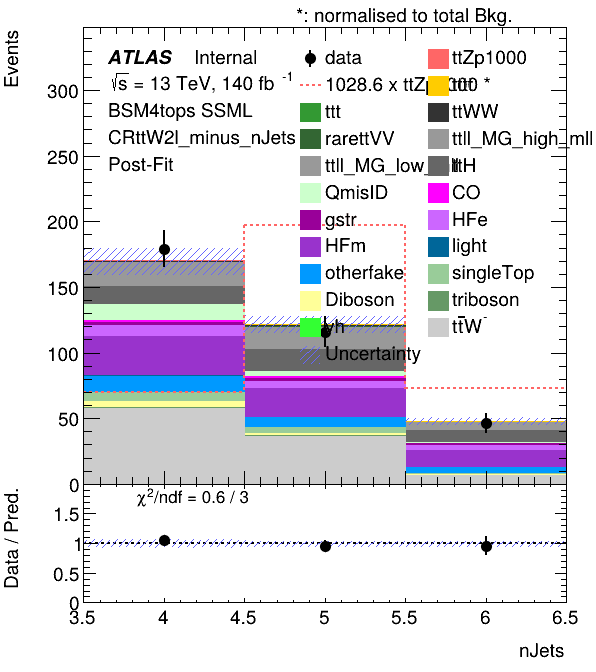 *: normalised to total Bkg.
Events
ATLAS Internal
√s = 13 TeV, 140 fb -1
BSM4tops SSML
CRttW2l_minus_nJets
Post-Fit
data
ttZp1000
1028.6 x ttZp1000 *
ttt
ttWW
rarettVV
ttll_MG_high_mll
ttll_MG_low_
ttH
QmisID
CO
gstr
HFe
HFm
light
otherfake
singleTop
Diboson
triboson
vh
tt̄W
Uncertainty
300
250
200
150
100
50
0
χ2/ndf = 0.6 / 3
Data / Pred.
1.5
1
0.5
0
3.5 4 4.5 5 5.5 6 6.5
nJets